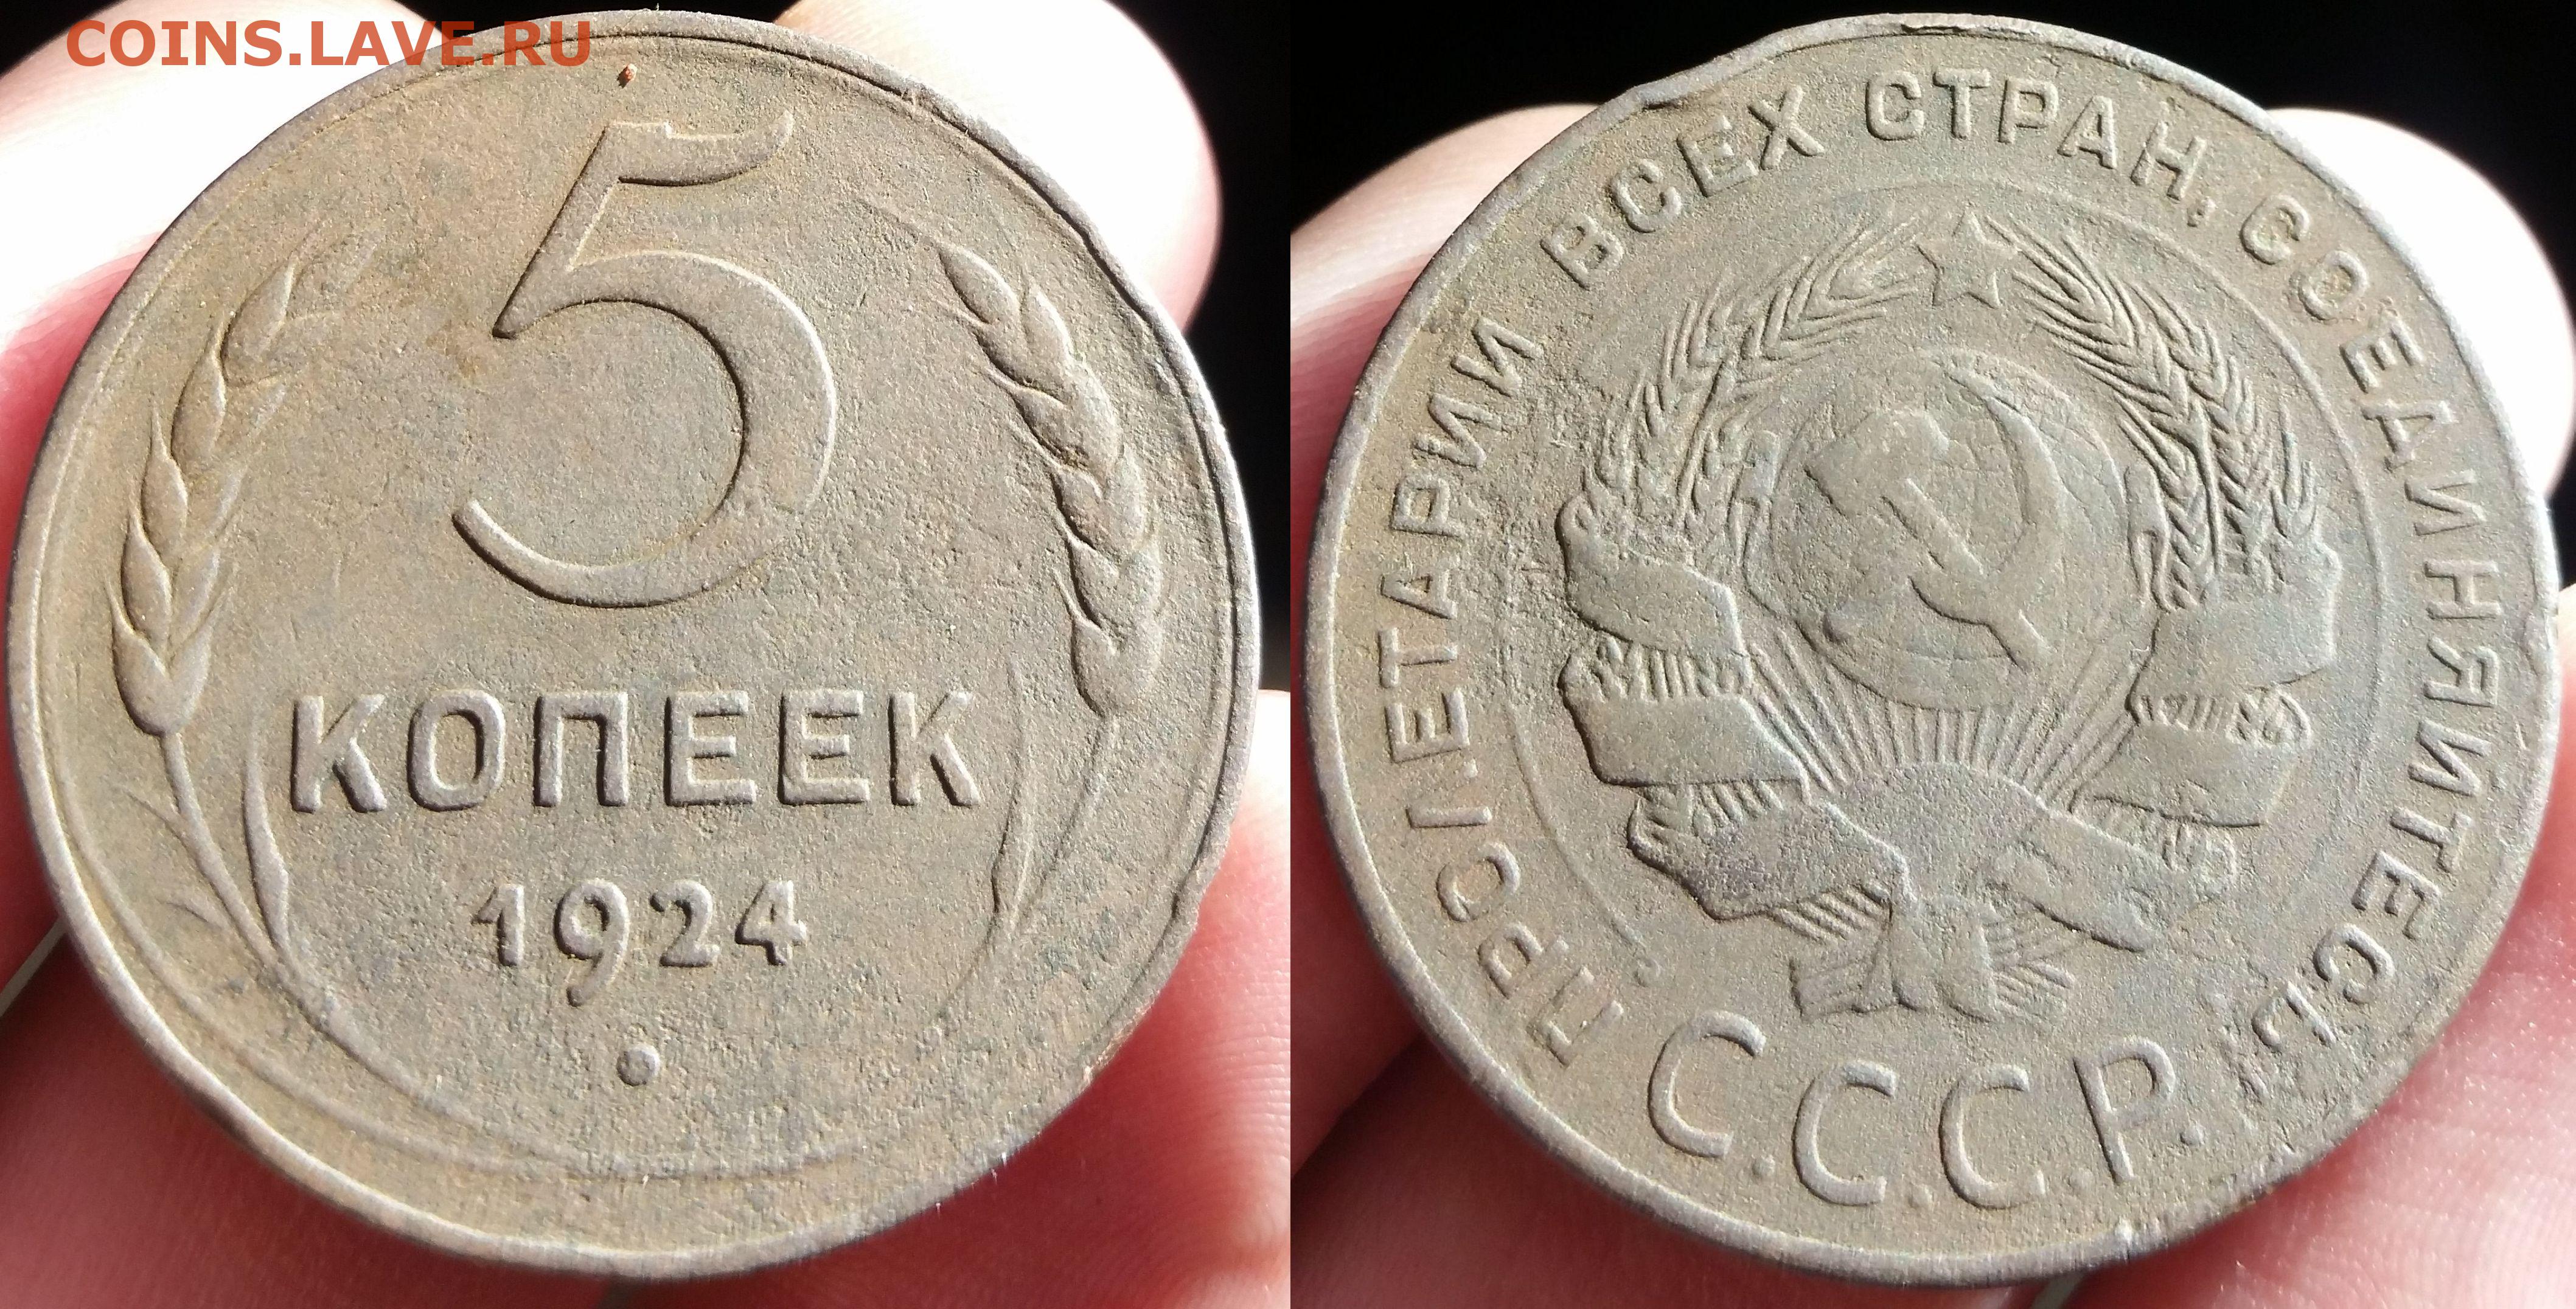 COINS.LAVE.RU
5
КОПЕЕК
1924
ПРОЛЕТАРИИ ВСЕХ СТРАН, СОЕДИНЯЙТЕСЬ!
С.С.С.Р.